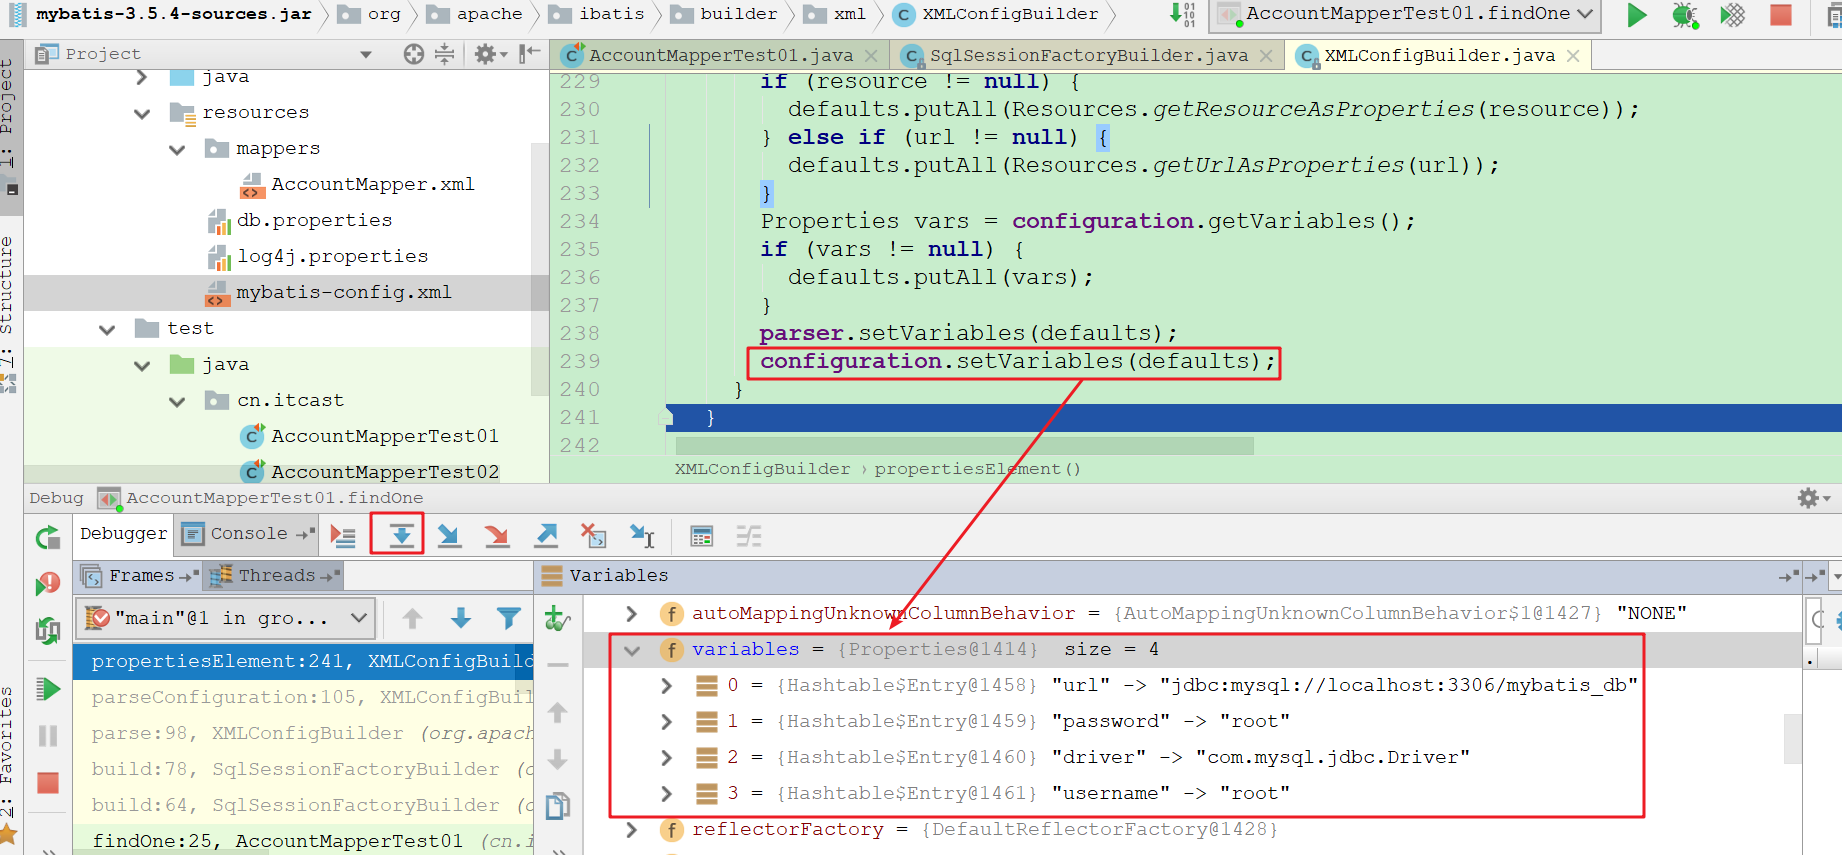 mybatis-3.5.4-sources.jar org apache ibatis builder xml XMLConfigBuilder AccountMapperTest01.findOne
Project
AccountMapperTest01.java SqlSessionFactoryBuilder.java XMLConfigBuilder.java
1: Project
7: Structure
2: Favorites
java
resources
mappers
AccountMapper.xml
db.properties
log4j.properties
mybatis-config.xml
test
java
cn.itcast
AccountMapperTest01
AccountMapperTest02
229 if (resource != null) {
230 defaults.putAll(Resources.getResourceAsProperties(resource));
231 } else if (url != null) {
232 defaults.putAll(Resources.getUrlAsProperties(url));
233 }
234 Properties vars = configuration.getVariables();
235 if (vars != null) {
236 defaults.putAll(vars);
237 }
238 parser.setVariables(defaults);
239 configuration.setVariables(defaults);
240 }
241 }
242
XMLConfigBuilder › propertiesElement()
Debug AccountMapperTest01.findOne
Debugger Console
Frames Threads
Variables
"main"@1 in gro...
propertiesElement:241, XMLConfigBuild
parseConfiguration:105, XMLConfigBuil
parse:98, XMLConfigBuilder (org.apach
build:78, SqlSessionFactoryBuilder (o
build:64, SqlSessionFactoryBuilder (o
findOne:25, AccountMapperTest01 (cn.i
autoMappingUnknownColumnBehavior = {AutoMappingUnknownColumnBehavior$1@1427} "NONE"
variables = {Properties@1414} size = 4
0 = {Hashtable$Entry@1458} "url" -> "jdbc:mysql://localhost:3306/mybatis_db"
1 = {Hashtable$Entry@1459} "password" -> "root"
2 = {Hashtable$Entry@1460} "driver" -> "com.mysql.jdbc.Driver"
3 = {Hashtable$Entry@1461} "username" -> "root"
reflectorFactory = {DefaultReflectorFactory@1428}